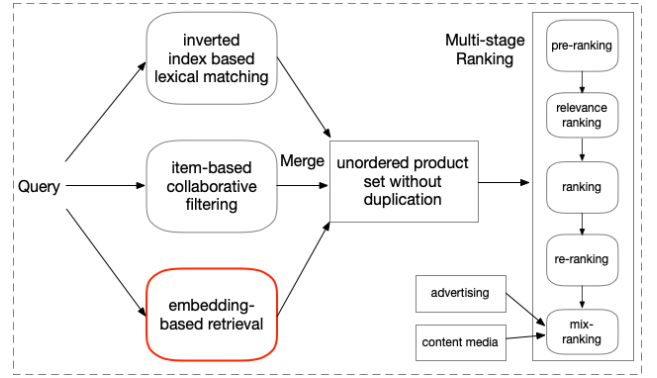 Query
inverted
index based
lexical matching
item-based
collaborative
filtering
embedding-
based retrieval
Merge
unordered product
set without
duplication
Multi-stage
Ranking
pre-ranking
relevance
ranking
ranking
re-ranking
mix-
ranking
advertising
content media